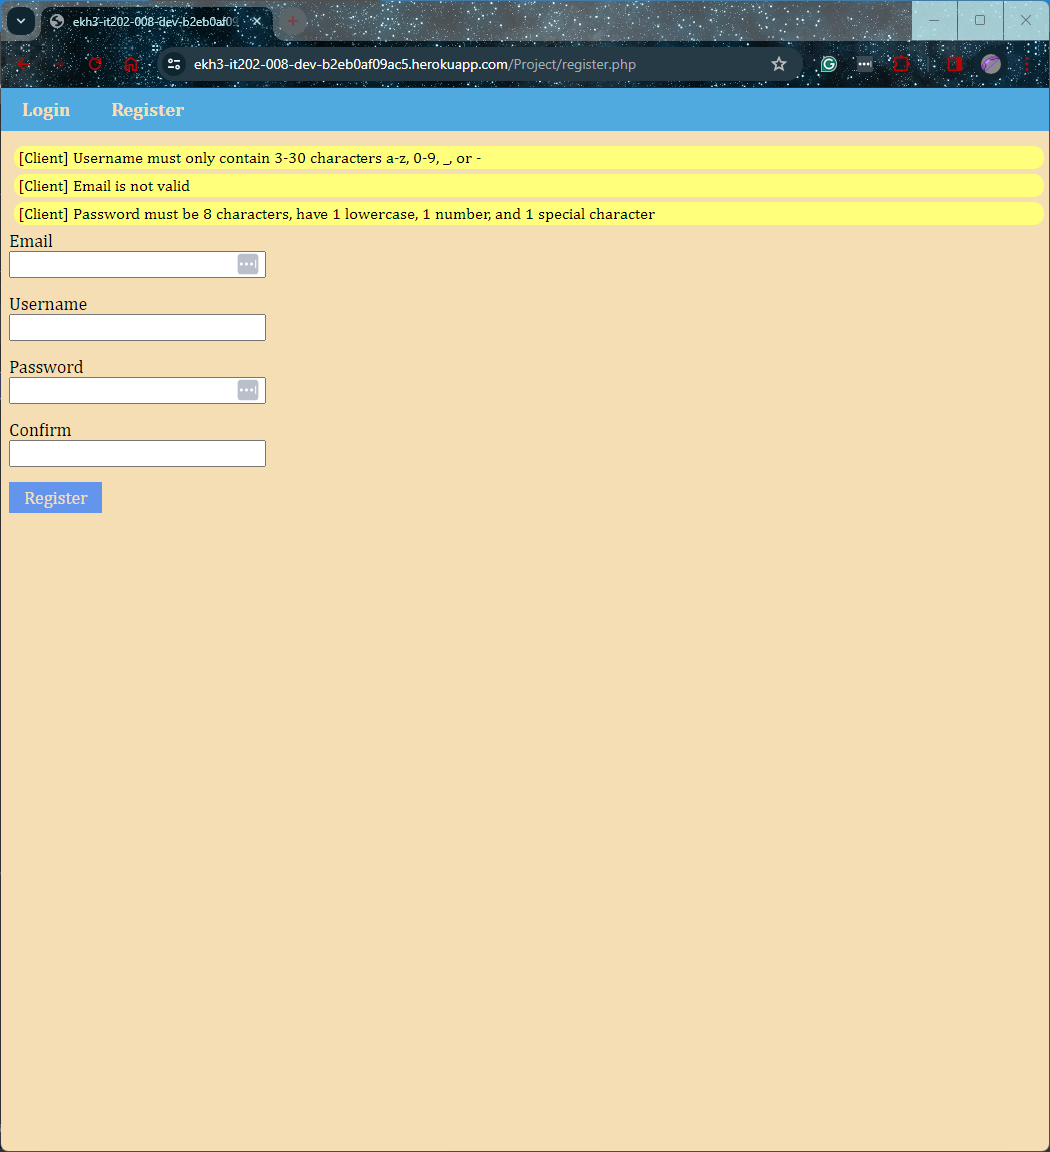 ekh3-it202-008-dev-b2eb0af09
ekh3-it202-008-dev-b2eb0af09ac5.herokuapp.com/Project/register.php
Login Register
[Client] Username must only contain 3-30 characters a-z, 0-9, _, or -
[Client] Email is not valid
[Client] Password must be 8 characters, have 1 lowercase, 1 number, and 1 special character
Email
Username
Password
Confirm
Register